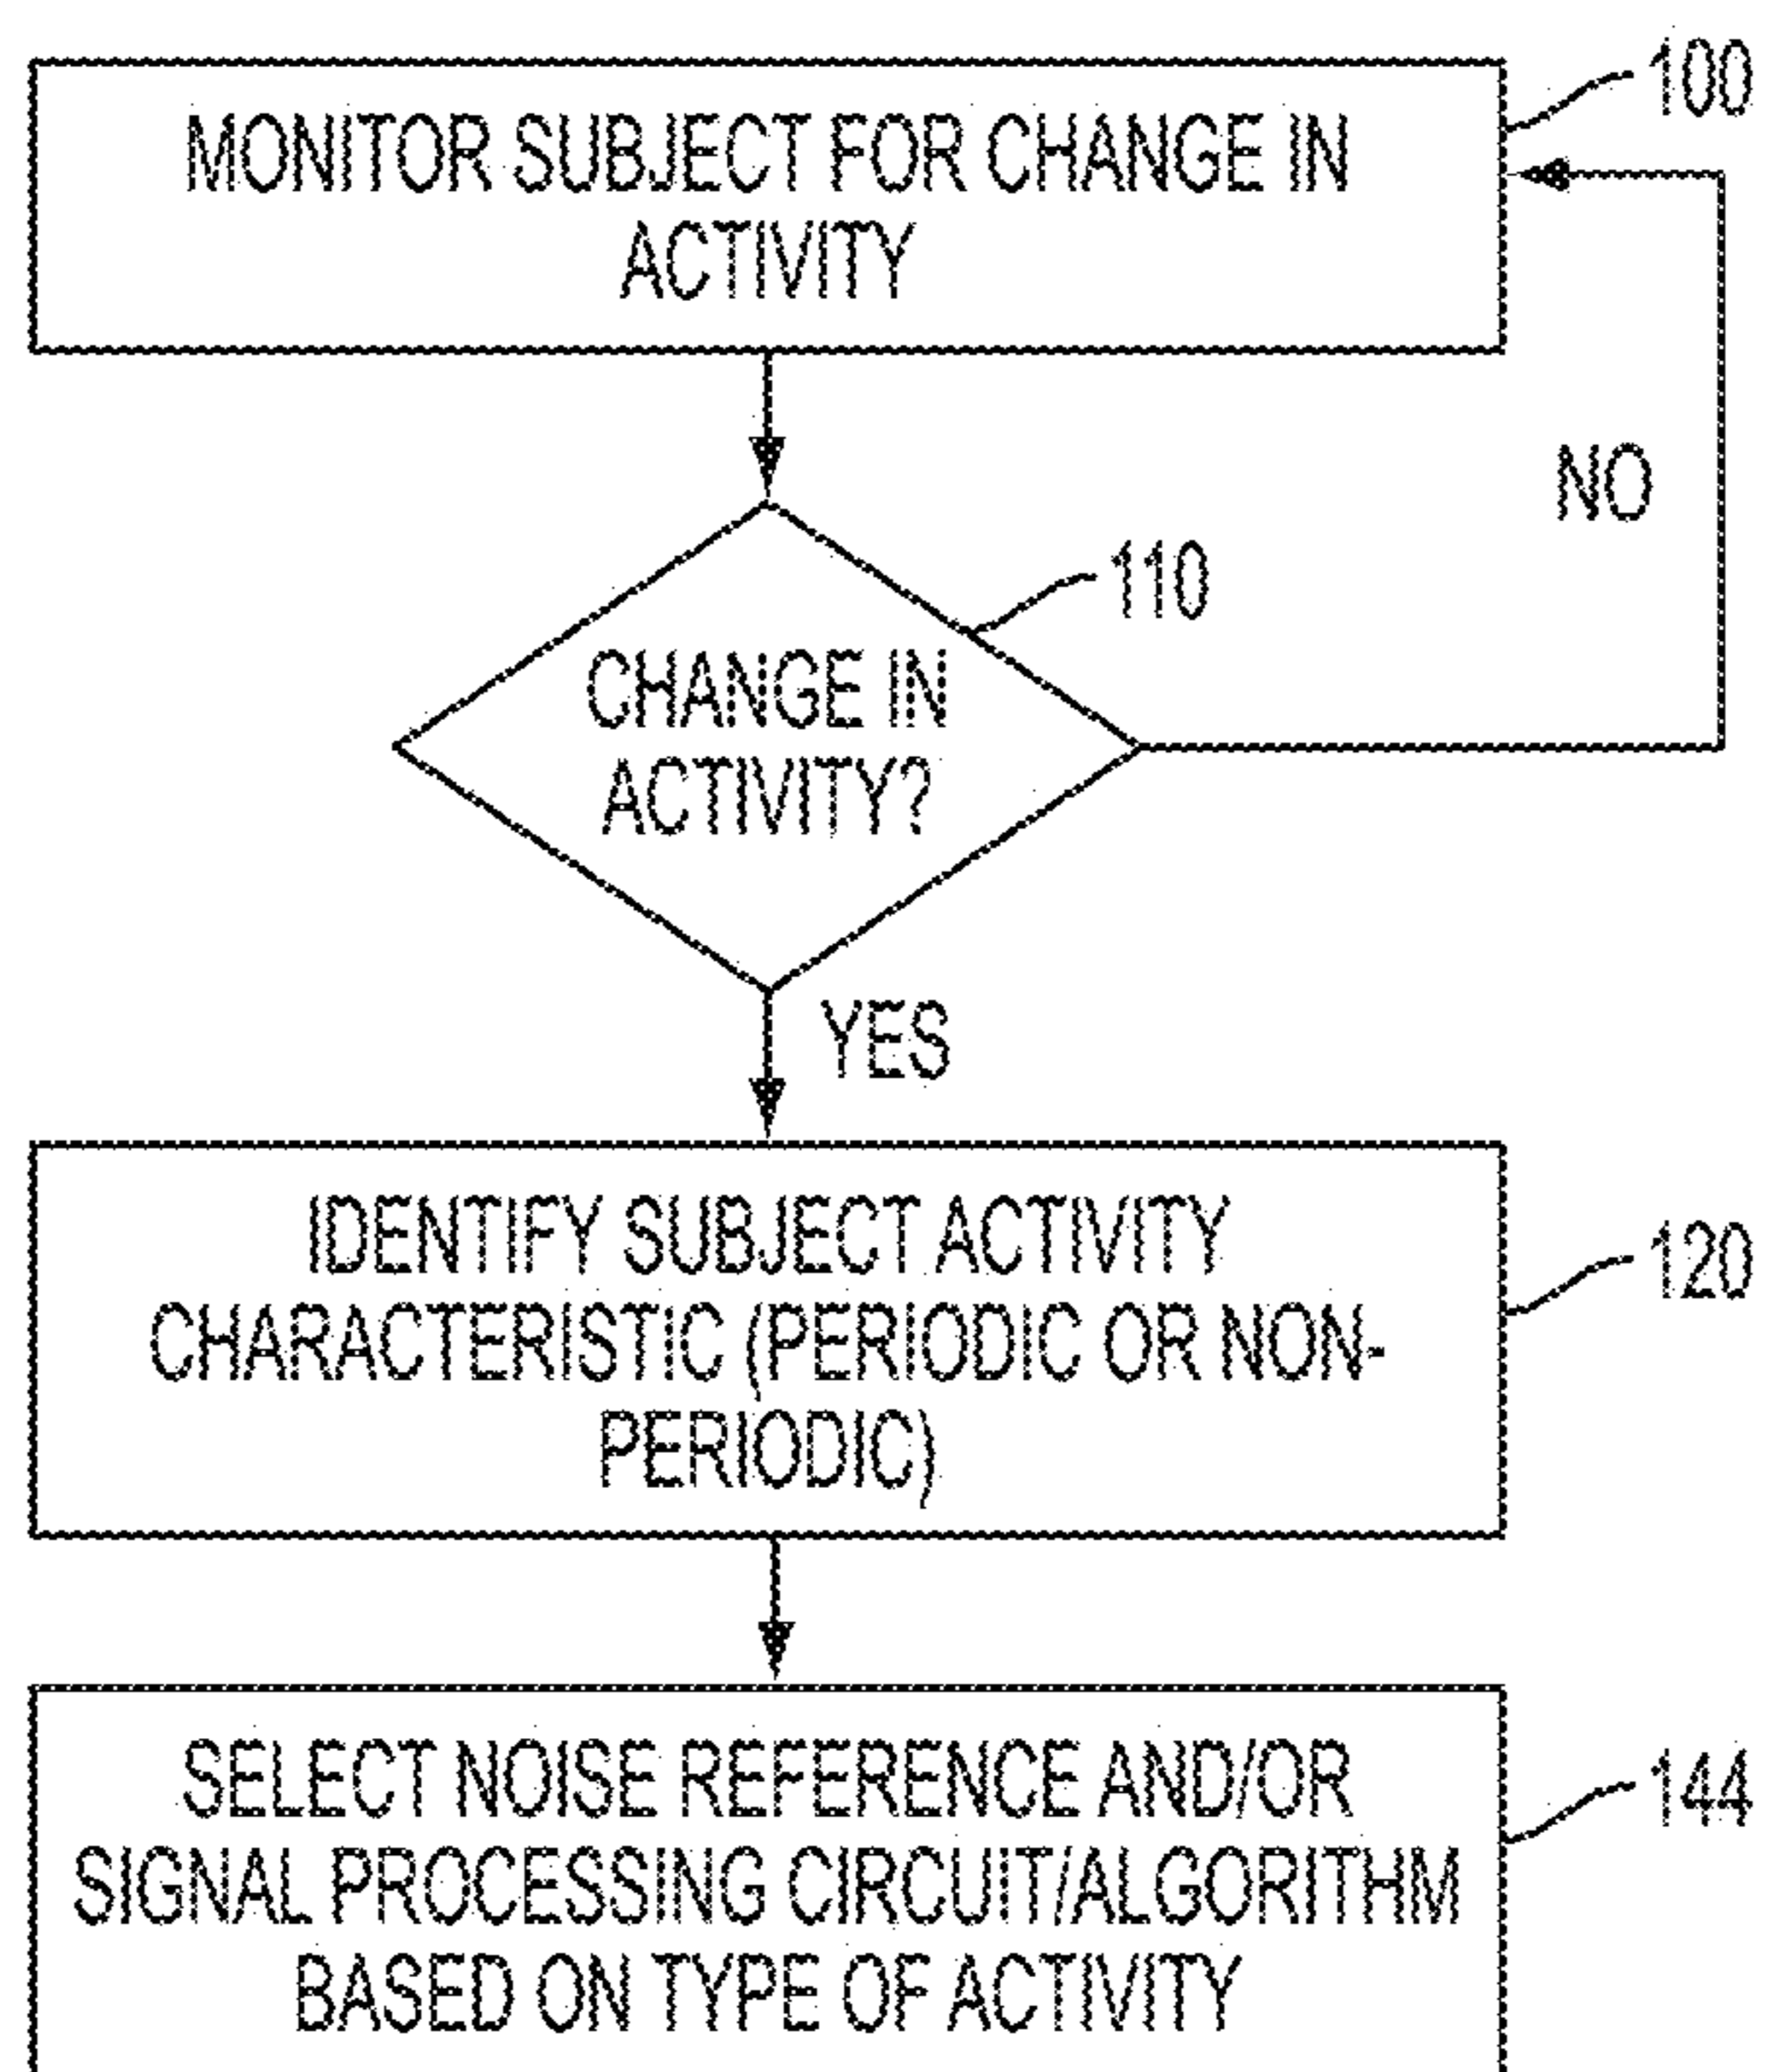 100
MONITOR SUBJECT FOR CHANGE IN
ACTIVITY
NO
110
CHANGE IN
ACTIVITY?
YES
IDENTIFY SUBJECT ACTIVITY
CHARACTERISTIC (PERIODIC OR NON-
PERIODIC)
120
SELECT NOISE REFERENCE AND/OR
SIGNAL PROCESSING CIRCUIT/ALGORITHM
BASED ON TYPE OF ACTIVITY
144